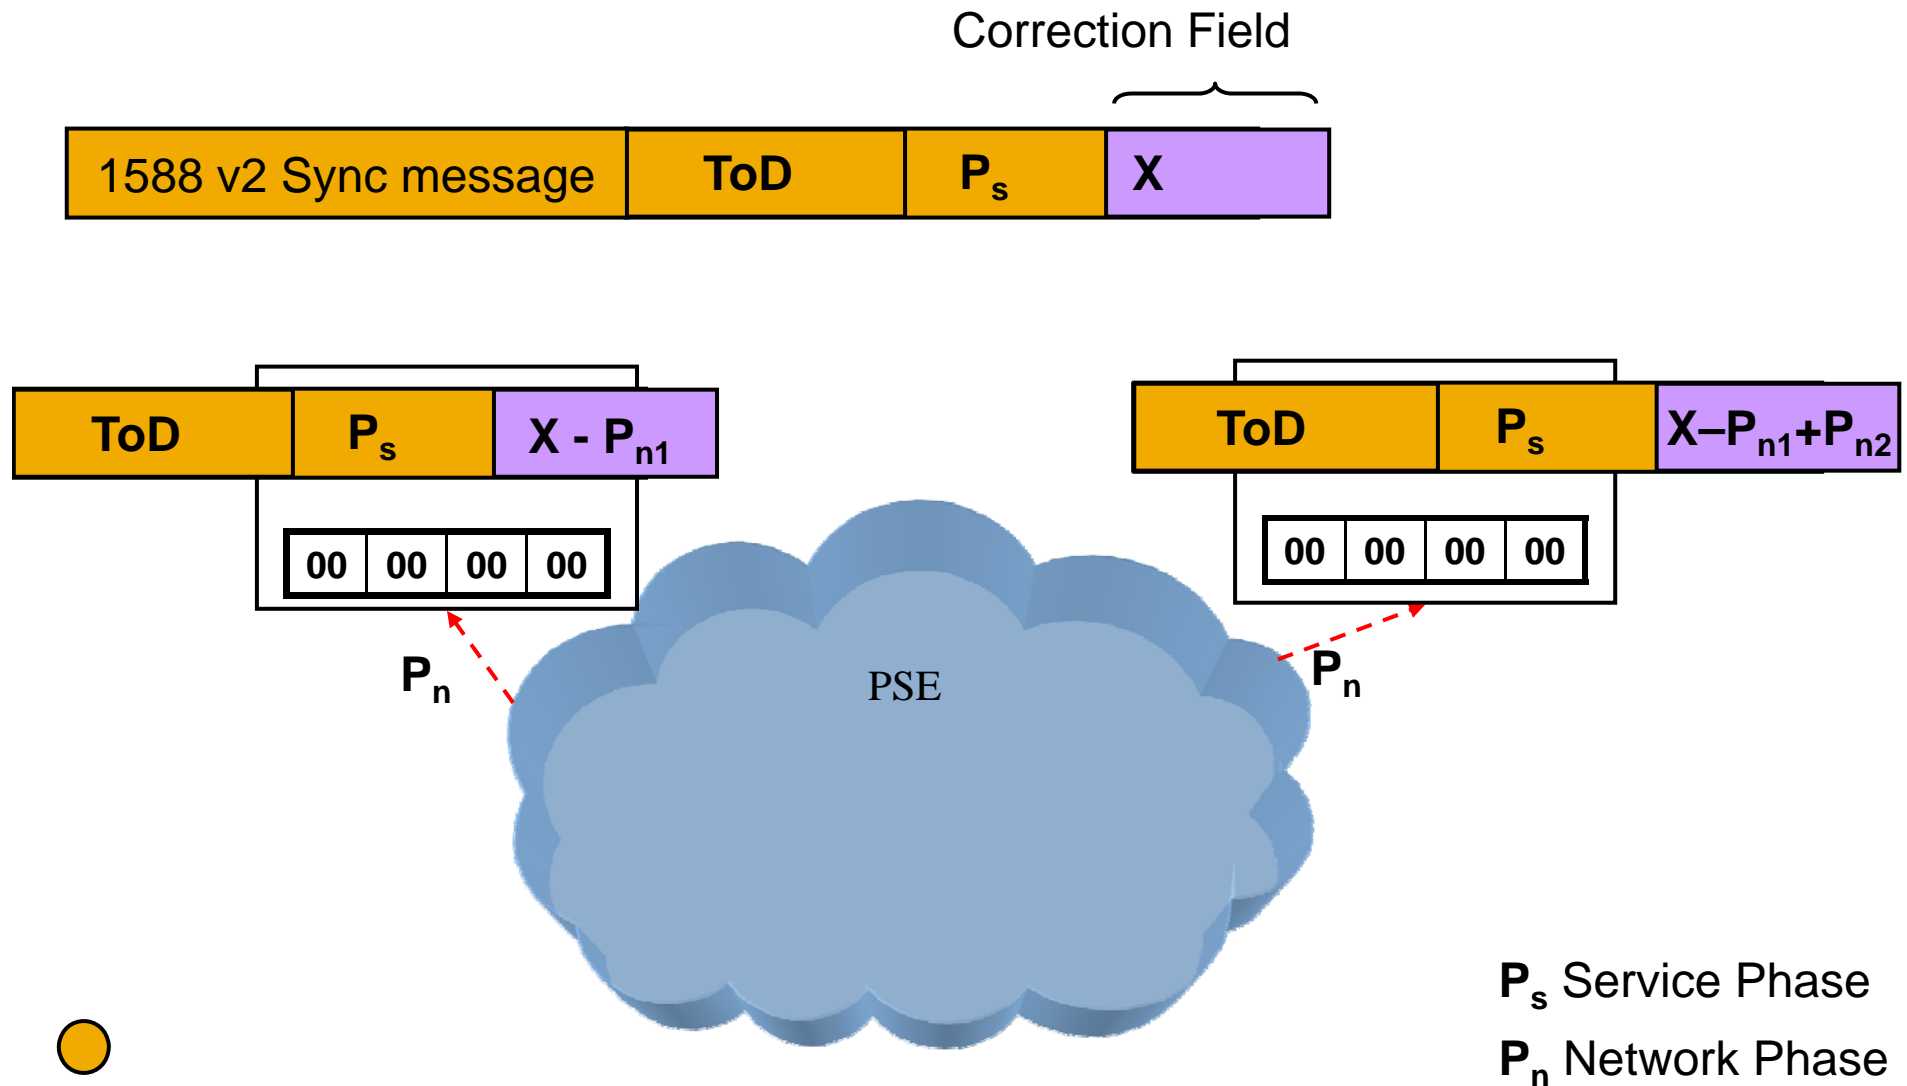 Correction Field
1588 v2 Sync message ToD Ps X
ToD Ps X - Pn1
ToD Ps X–Pn1+Pn2
00 00 00 00
00 00 00 00
Pn
Pn
PSE
Ps Service Phase
Pn Network Phase